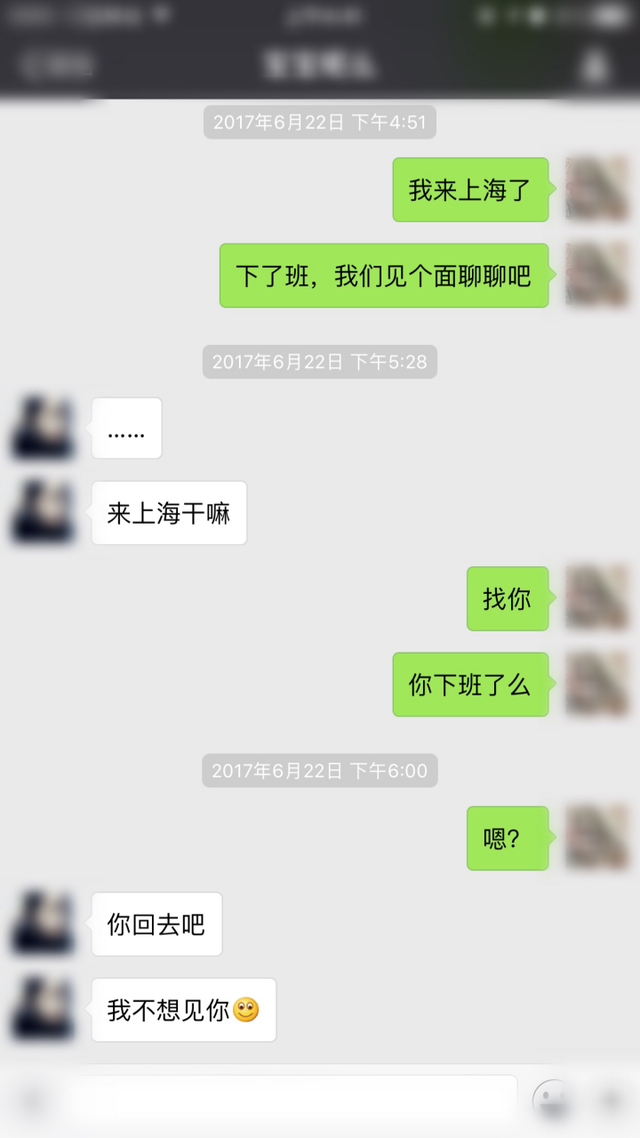 2017年6月22日 下午4:51
我来上海了
下了班，我们见个面聊聊吧
2017年6月22日 下午5:28
……
来上海干嘛
找你
你下班了么
2017年6月22日 下午6:00
嗯？
你回去吧
我不想见你